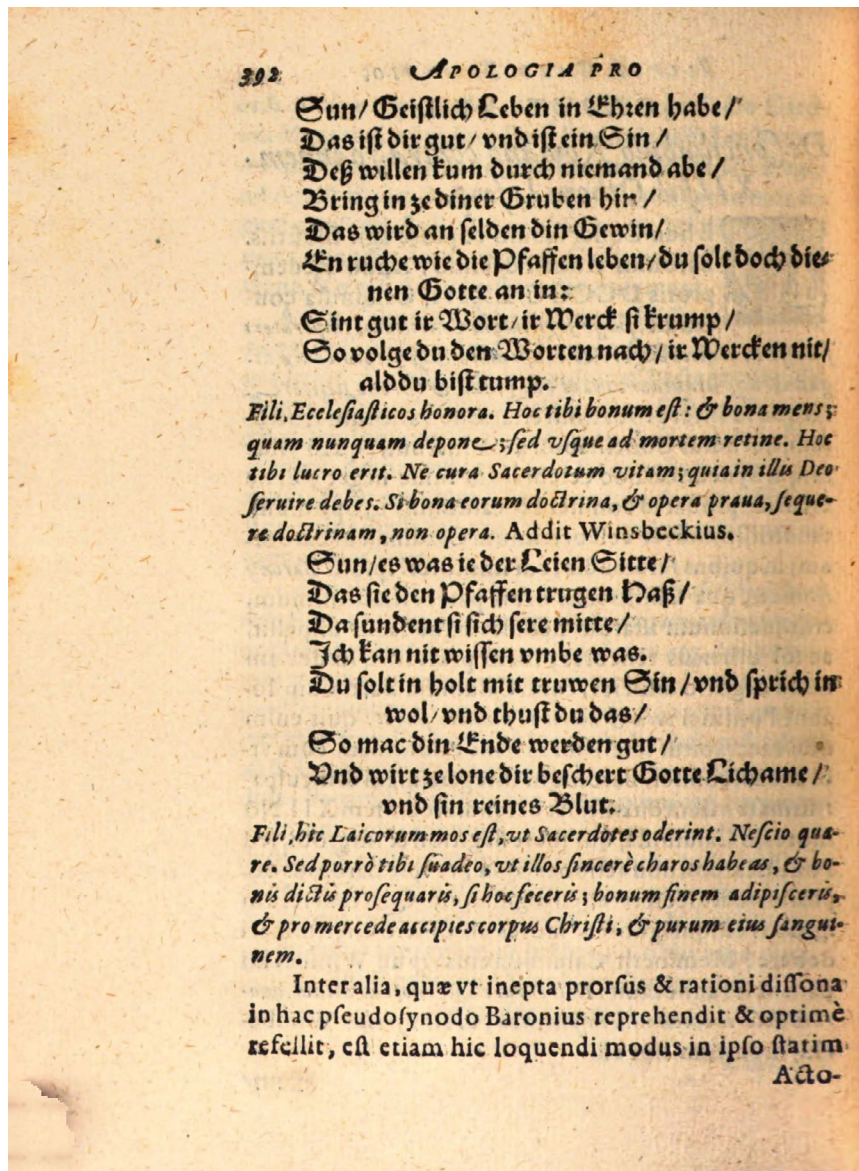 392 APOLOGIA PRO
Sun/ Geistlich Leben in Ehren habe/
Das ist dir gut/ vnd ist ein Sin/
Deß willen kum durch niemand abe/
Bring in ze diner Gruben hin/
Das wird an selden din Gewin/
En ruche wie die Pfaffen leben/ du solt doch die-
nen Gotte an in:
Sint gut ir Wort/ ir Werck si krump/
So volge du den Worten nach/ ir Wercken nit/
ald du bist tump.
Fili, Ecclesiasticos honora. Hoc tibi bonum est: & bona mens;
quam nunquam depone; sed vsque ad mortem retine. Hoc
tibi lucro erit. Ne cura Sacerdotum vitam; quia in illis Deo
seruire debes. Si bona eorum doctrina, & opera praua, seque-
re doctrinam, non opera. Addit Winsbeckius.
Sun/ es was ie der Leien Sitte/
Das sie den Pfaffen trugen Haß/
Da sundent si sich sere mitte/
Ich kan nit wissen vmbe was.
Du solt in holt mit truwen Sin/ vnd sprich in
wol/ vnd thust du das/
So mac din Ende werden gut/
Vnd wirt ze lone dir beschert Gotte Lichame/
vnd sin reines Blut.
Fili, hic Laicorum mos est, vt Sacerdotes oderint. Nescio qua-
re. Sed porrò tibi suadeo, vt illos sincerè charos habeas, & bo-
nis dictis prosequaris, si hoc feceris; bonum finem adipisceris,
& pro mercede accipies corpus Christi, & purum eius sangui-
nem.
Inter alia, quæ vt inepta prorsus & rationi dissona
in hac pseudosynodo Baronius reprehendit & optimè
refellit, est etiam hic loquendi modus in ipso statim
Acto-